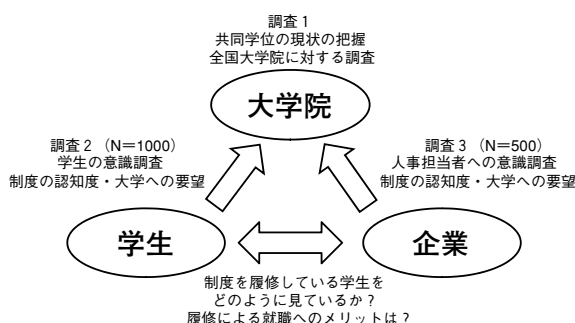 調査１
共同学位の現状の把握
全国大学院に対する調査
大学院
調査２（N＝1000）
学生の意識調査
制度の認知度・大学への要望
調査３（N＝500）
人事担当者への意識調査
制度の認知度・大学への要望
学生
企業
制度を履修している学生を
どのように見ているか？
履修による就職へのメリットは？